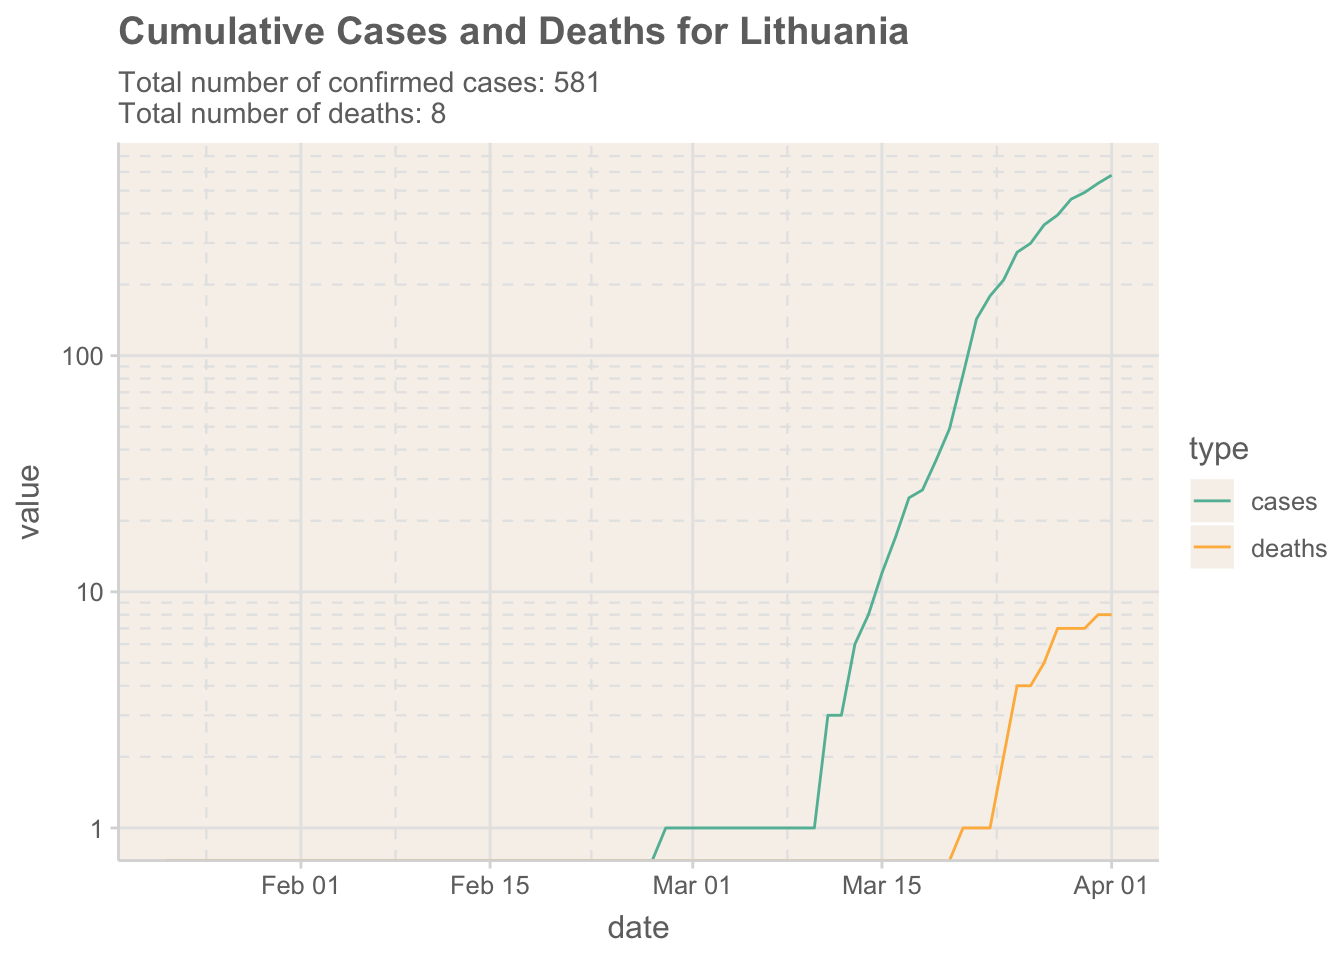 Cumulative Cases and Deaths for Lithuania
Total number of confirmed cases: 581
Total number of deaths: 8
value
100
10
1
Feb 01
Feb 15
Mar 01
Mar 15
Apr 01
date
type
cases
deaths